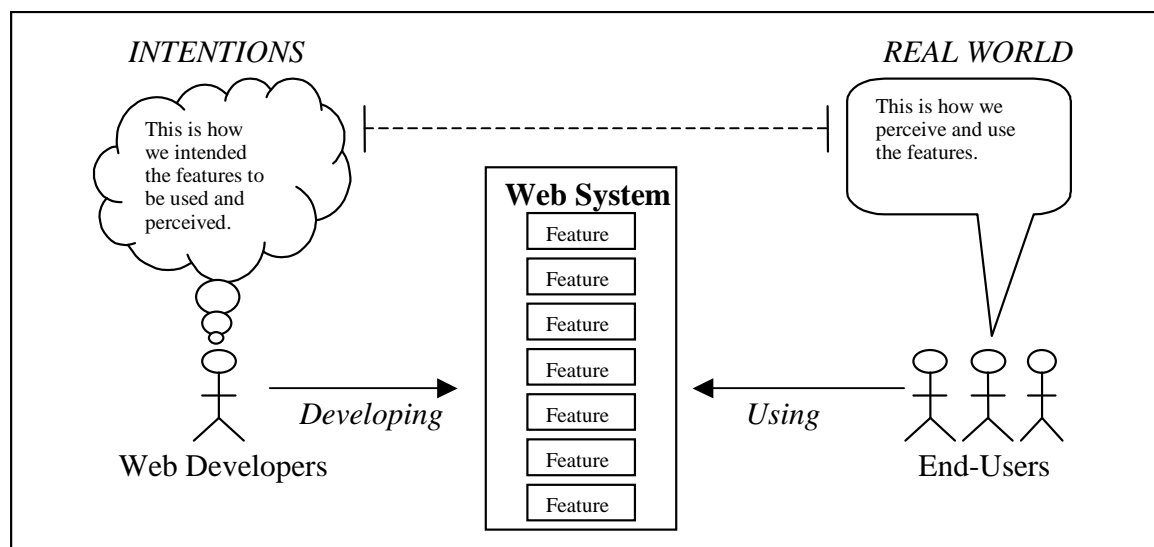 INTENTIONS
REAL WORLD
This is how
we intended
the features to
be used and
perceived.
This is how we
perceive and use
the features.
Web System
Feature
Feature
Feature
Feature
Feature
Feature
Feature
Developing
Using
Web Developers
End-Users